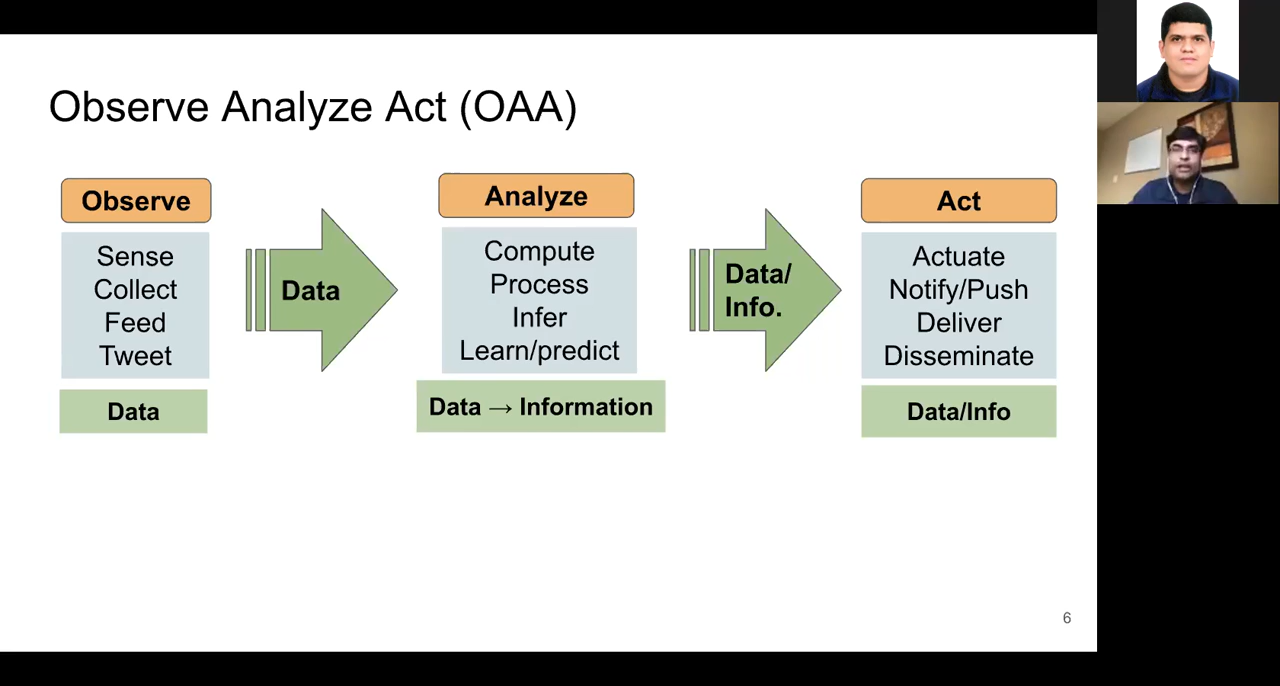 Observe Analyze Act (OAA)
Observe
Sense
Collect
Feed
Tweet
Data
Data
Analyze
Compute
Process
Infer
Learn/predict
Data → Information
Data/
Info.
Act
Actuate
Notify/Push
Deliver
Disseminate
Data/Info
6